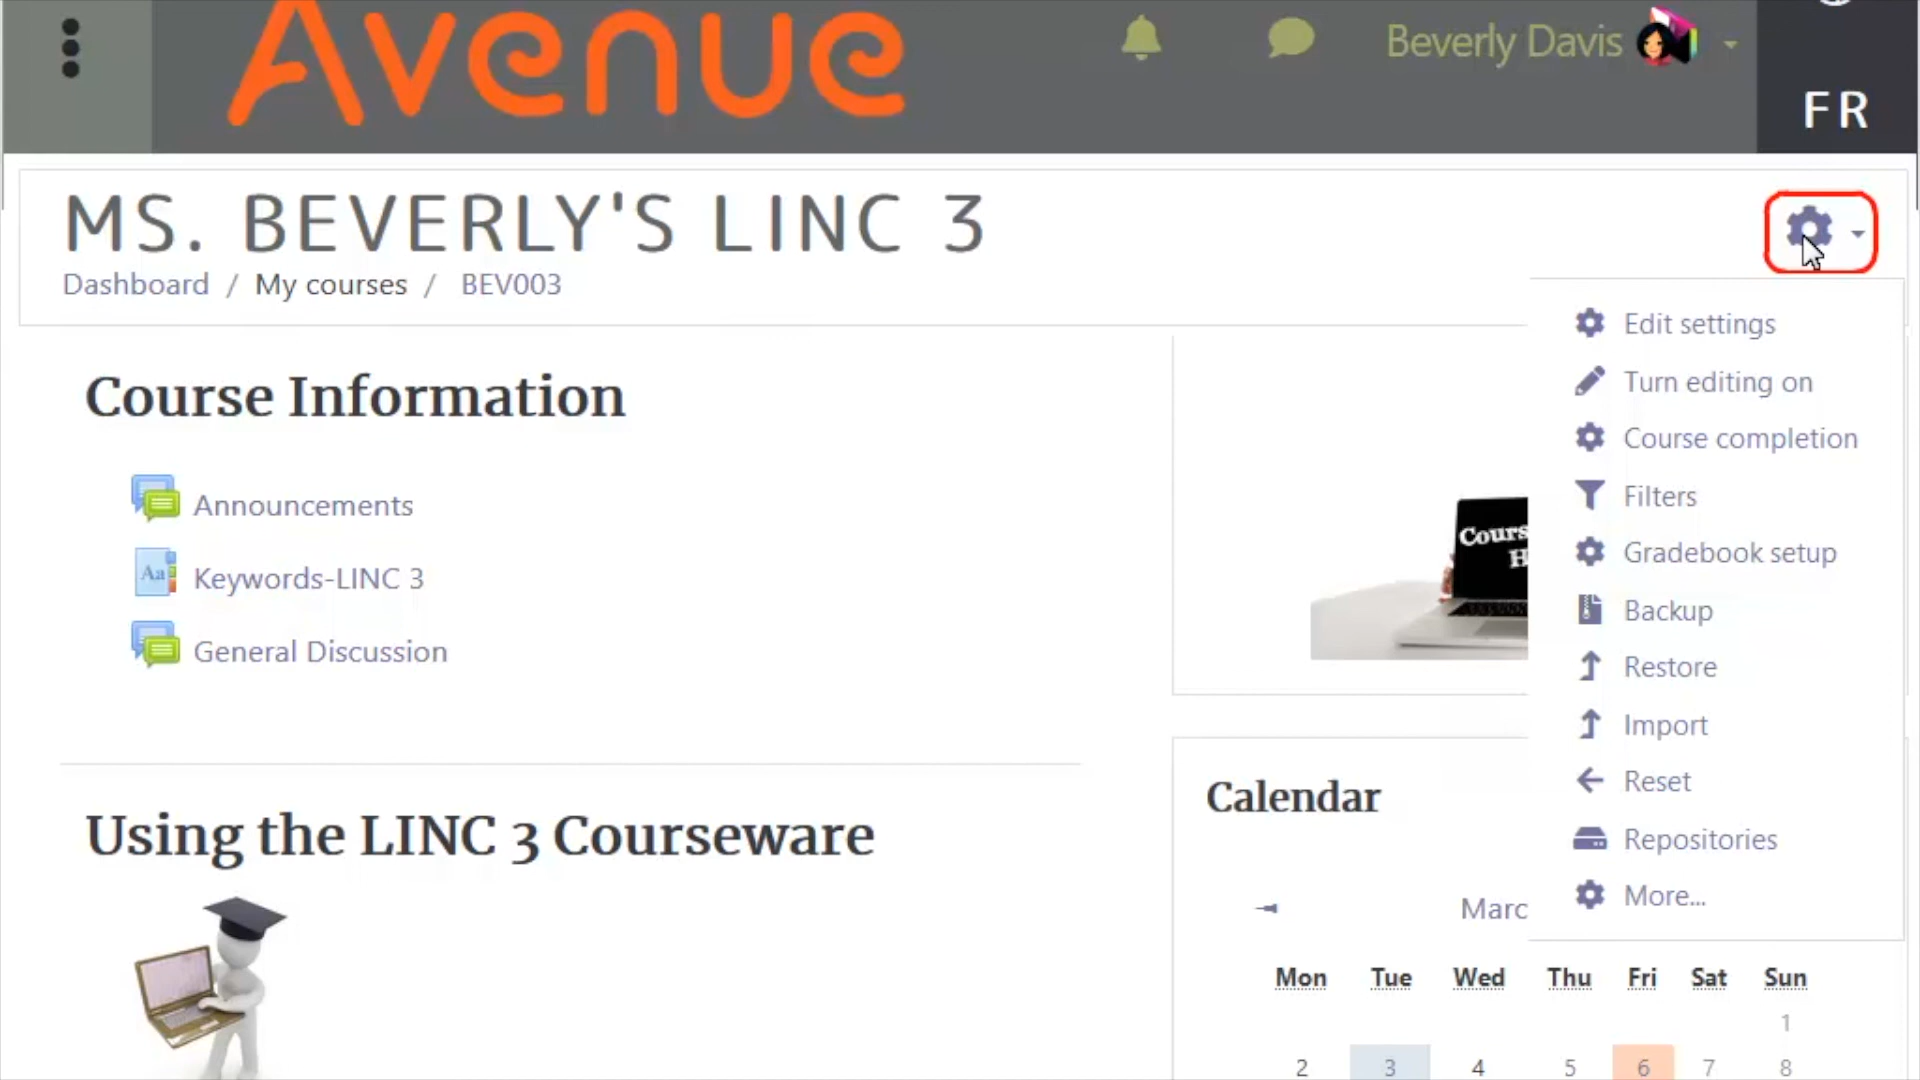 Avenue
Beverly Davis
FR
MS. BEVERLY'S LINC 3
Dashboard / My courses / BEV003
Edit settings
Turn editing on
Course completion
Filters
Gradebook setup
Backup
Restore
Import
Reset
Repositories
More...
Course Information
Announcements
Aa
Keywords-LINC 3
General Discussion
Using the LINC 3 Courseware
Cours
H
Calendar
Marc
Mon Tue Wed Thu Fri Sat Sun
1
2 3 4 5 6 7 8